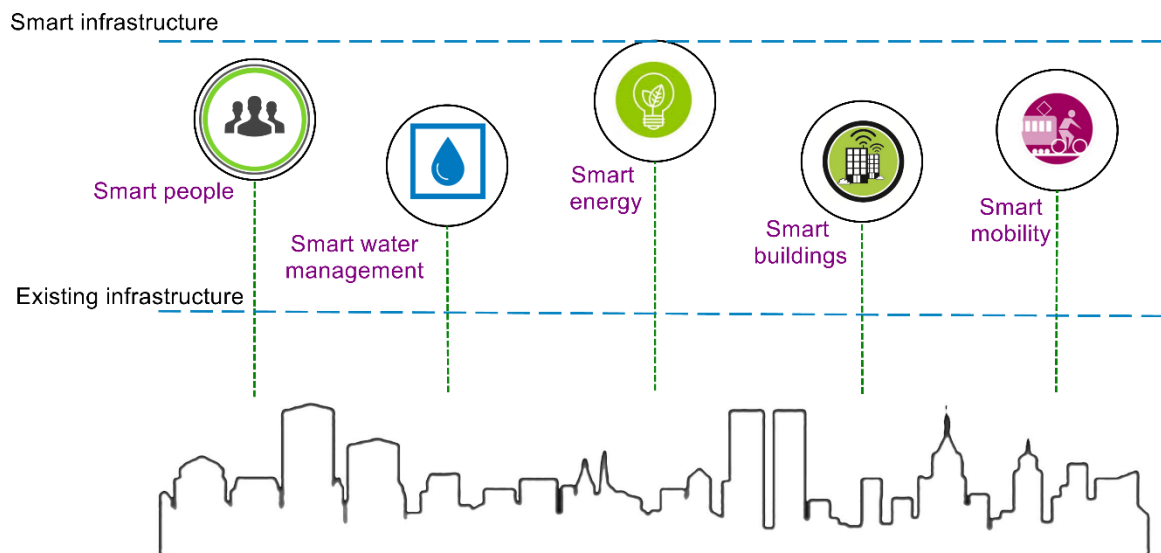 Smart infrastructure
Smart people
Smart water
management
Smart
energy
Smart
buildings
Smart
mobility
Existing infrastructure